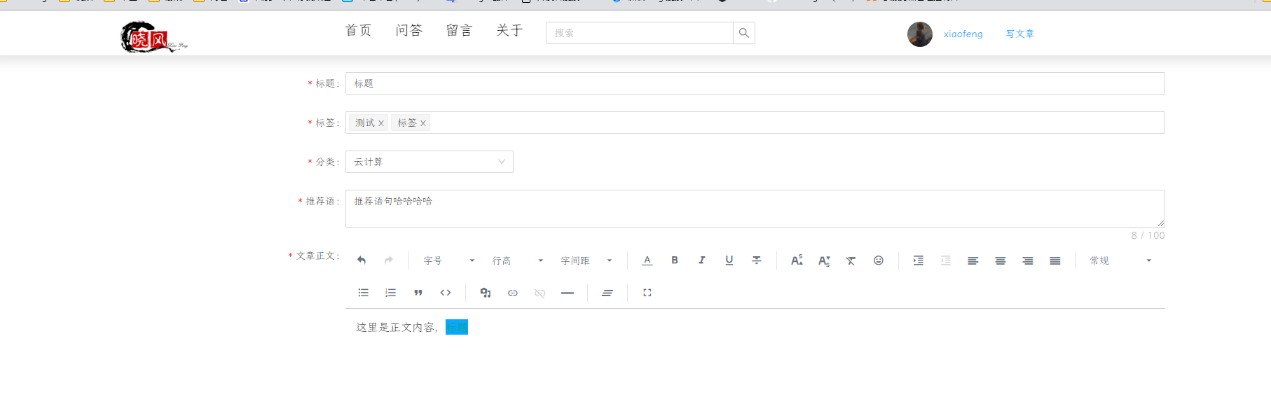 晓风
首页 问答 留言 关于 搜索 xiaofeng 写文章
* 标题: 标题
* 标签: 测试 x 标签 x
* 分类: 云计算
* 推荐语: 推荐语句哈哈哈哈
8 / 100
* 文章正文: 字号 行高 字间距 A B I U 常规
这里是正文内容，